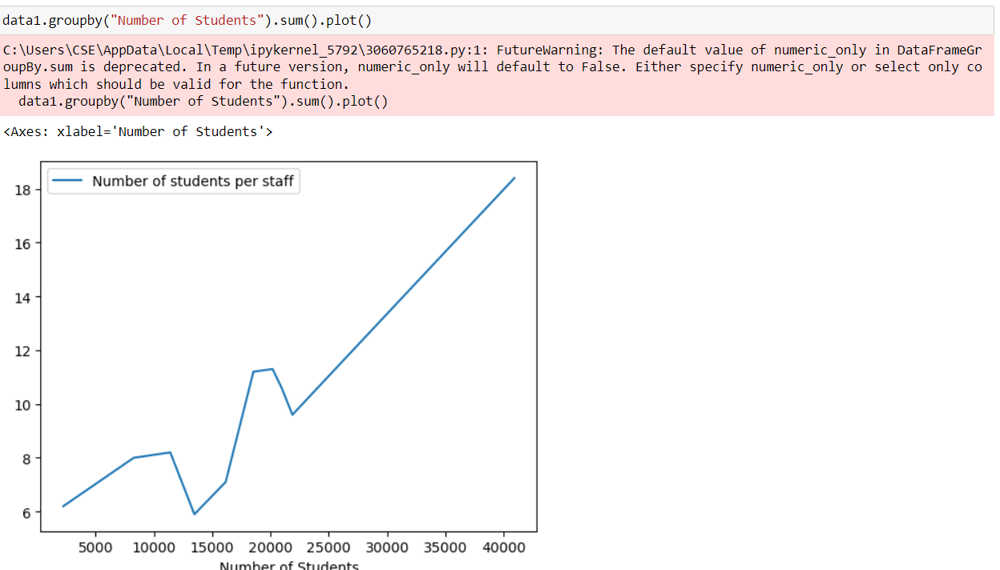 data1.groupby("Number of Students").sum().plot()
C:\Users\CSE\AppData\Local\Temp\ipykernel_5792\3060765218.py:1: FutureWarning: The default value of numeric_only in DataFrameGr
oupBy.sum is deprecated. In a future version, numeric_only will default to False. Either specify numeric_only or select only co
lumns which should be valid for the function.
  data1.groupby("Number of Students").sum().plot()
<Axes: xlabel='Number of Students'>
Number of students per staff
18
16
14
12
10
8
6
5000 10000 15000 20000 25000 30000 35000 40000
Number of Students